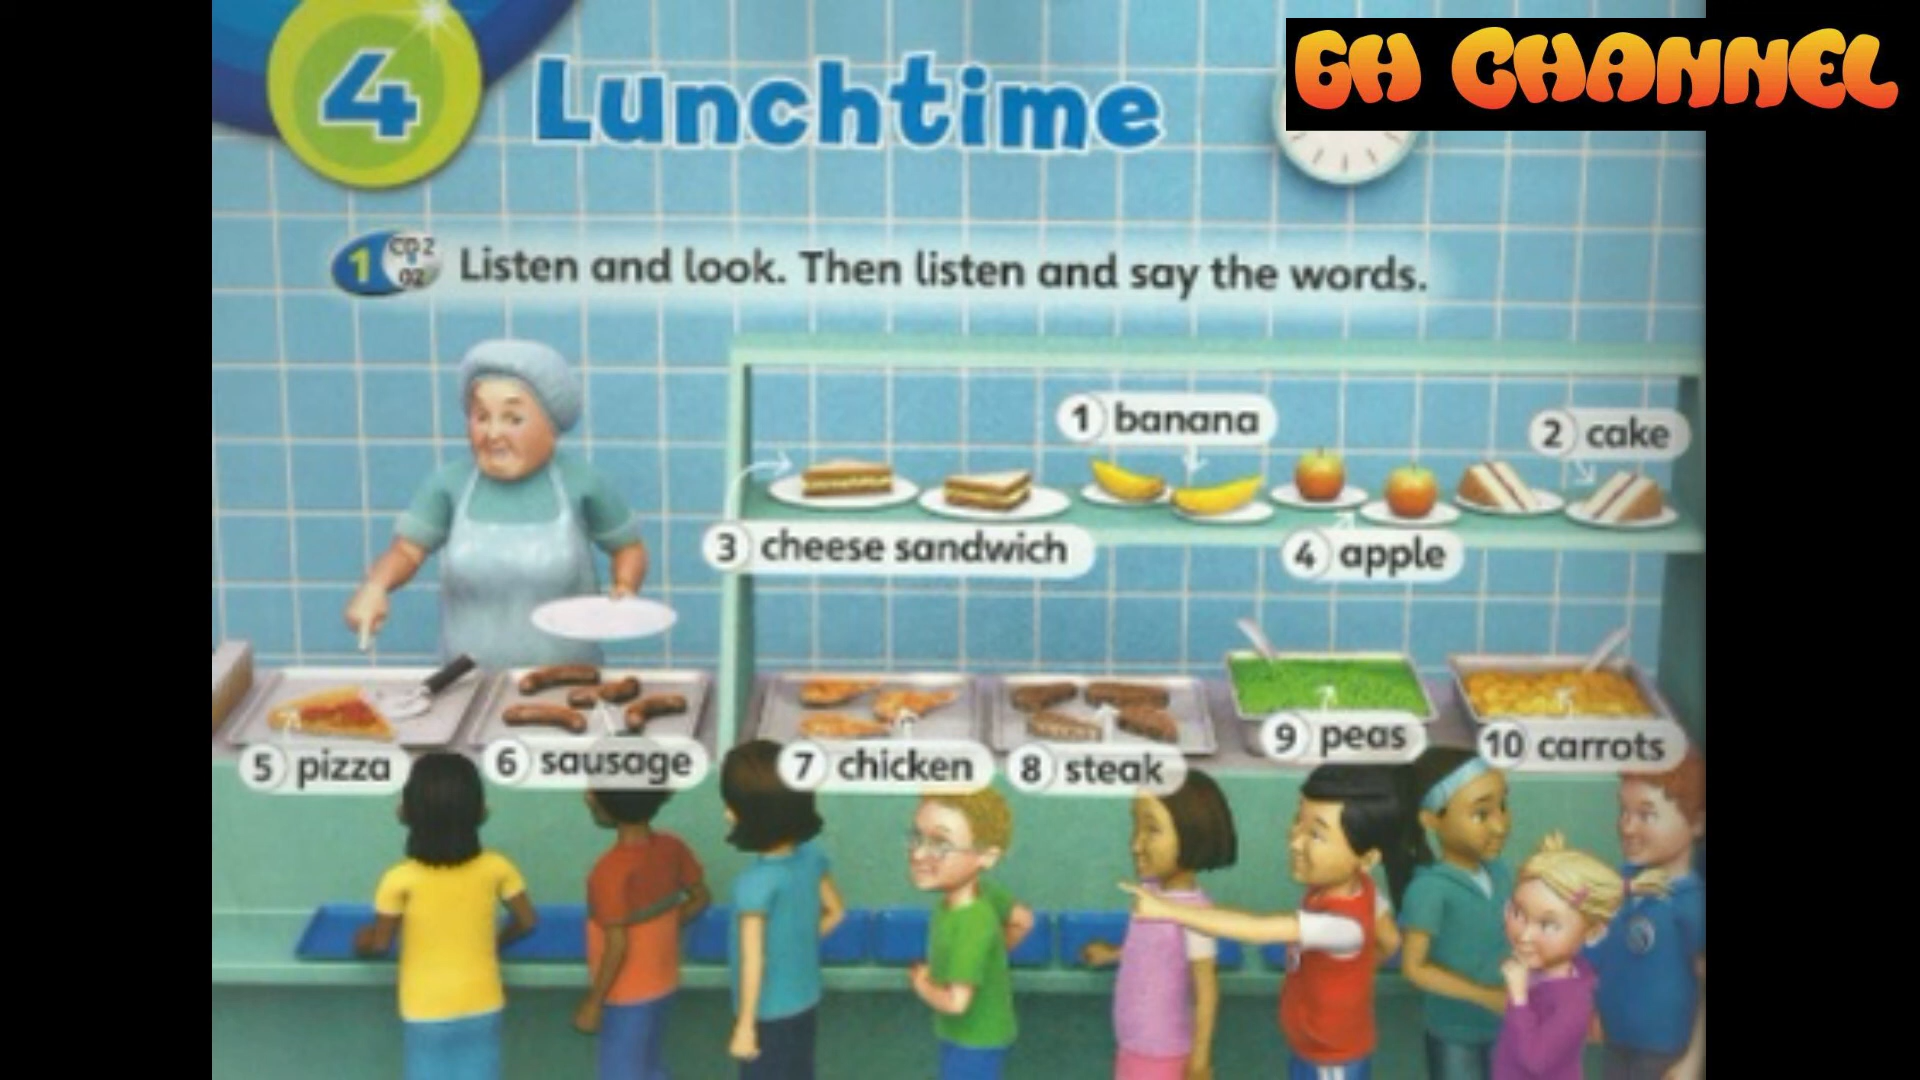 6H CHANNEL
4 Lunchtime
1 CD2 02 Listen and look. Then listen and say the words.
1 banana
2 cake
3 cheese sandwich
4 apple
5 pizza
6 sausage
7 chicken
8 steak
9 peas
10 carrots